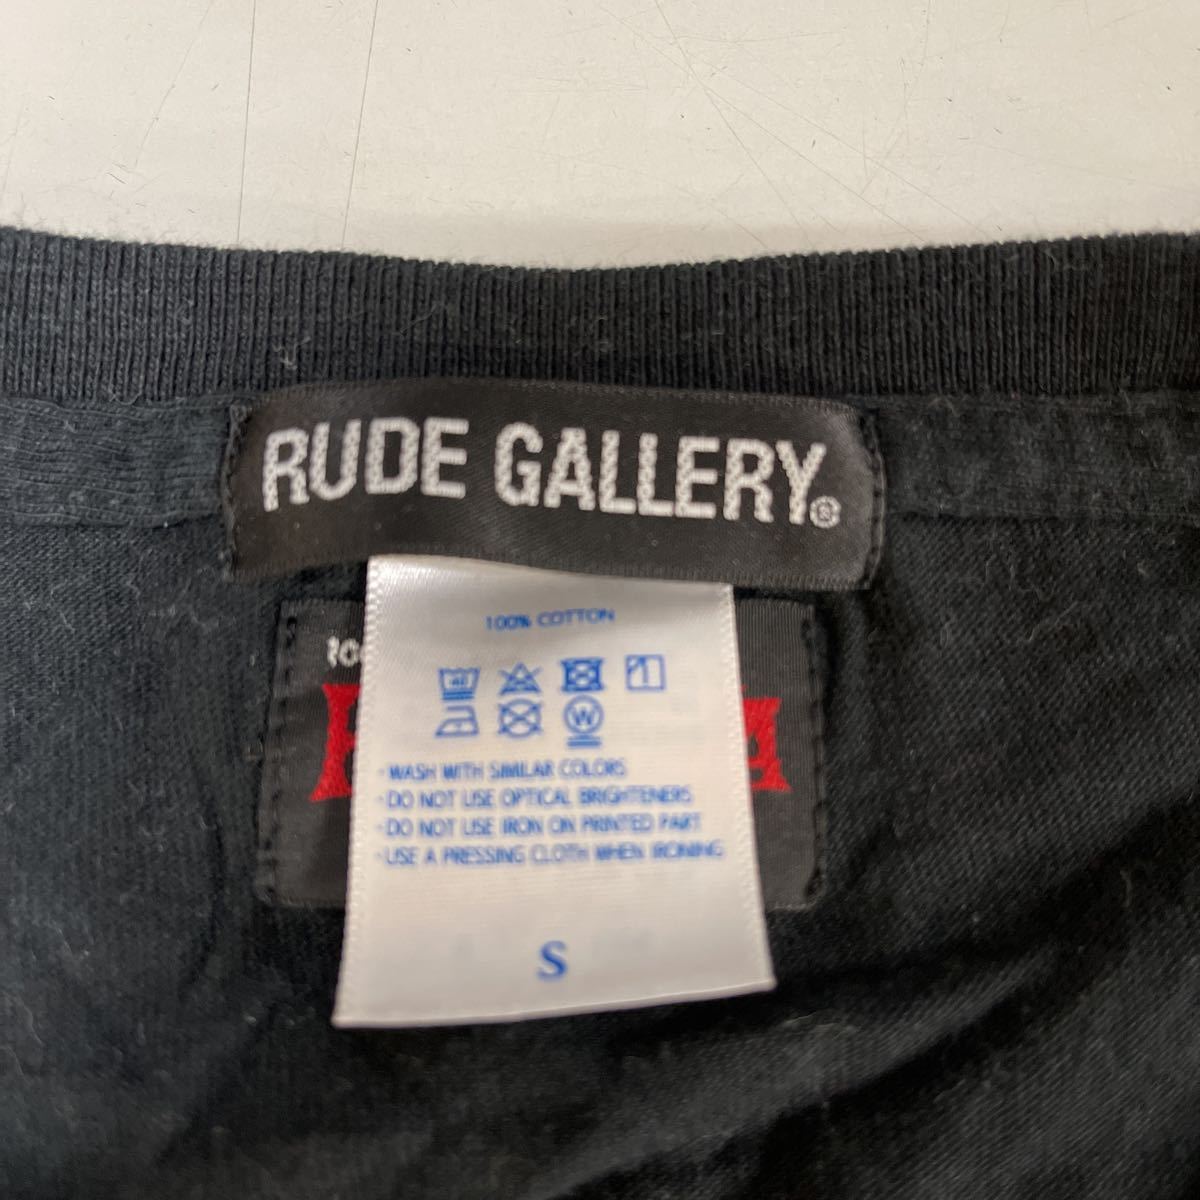 RUDE GALLERY®
100% COTTON
40
W
·WASH WITH SIMILAR COLORS
·DO NOT USE OPTICAL BRIGHTENERS
·DO NOT USE IRON ON PRINTED PART
·USE A PRESSING CLOTH WHEN IRONING
S